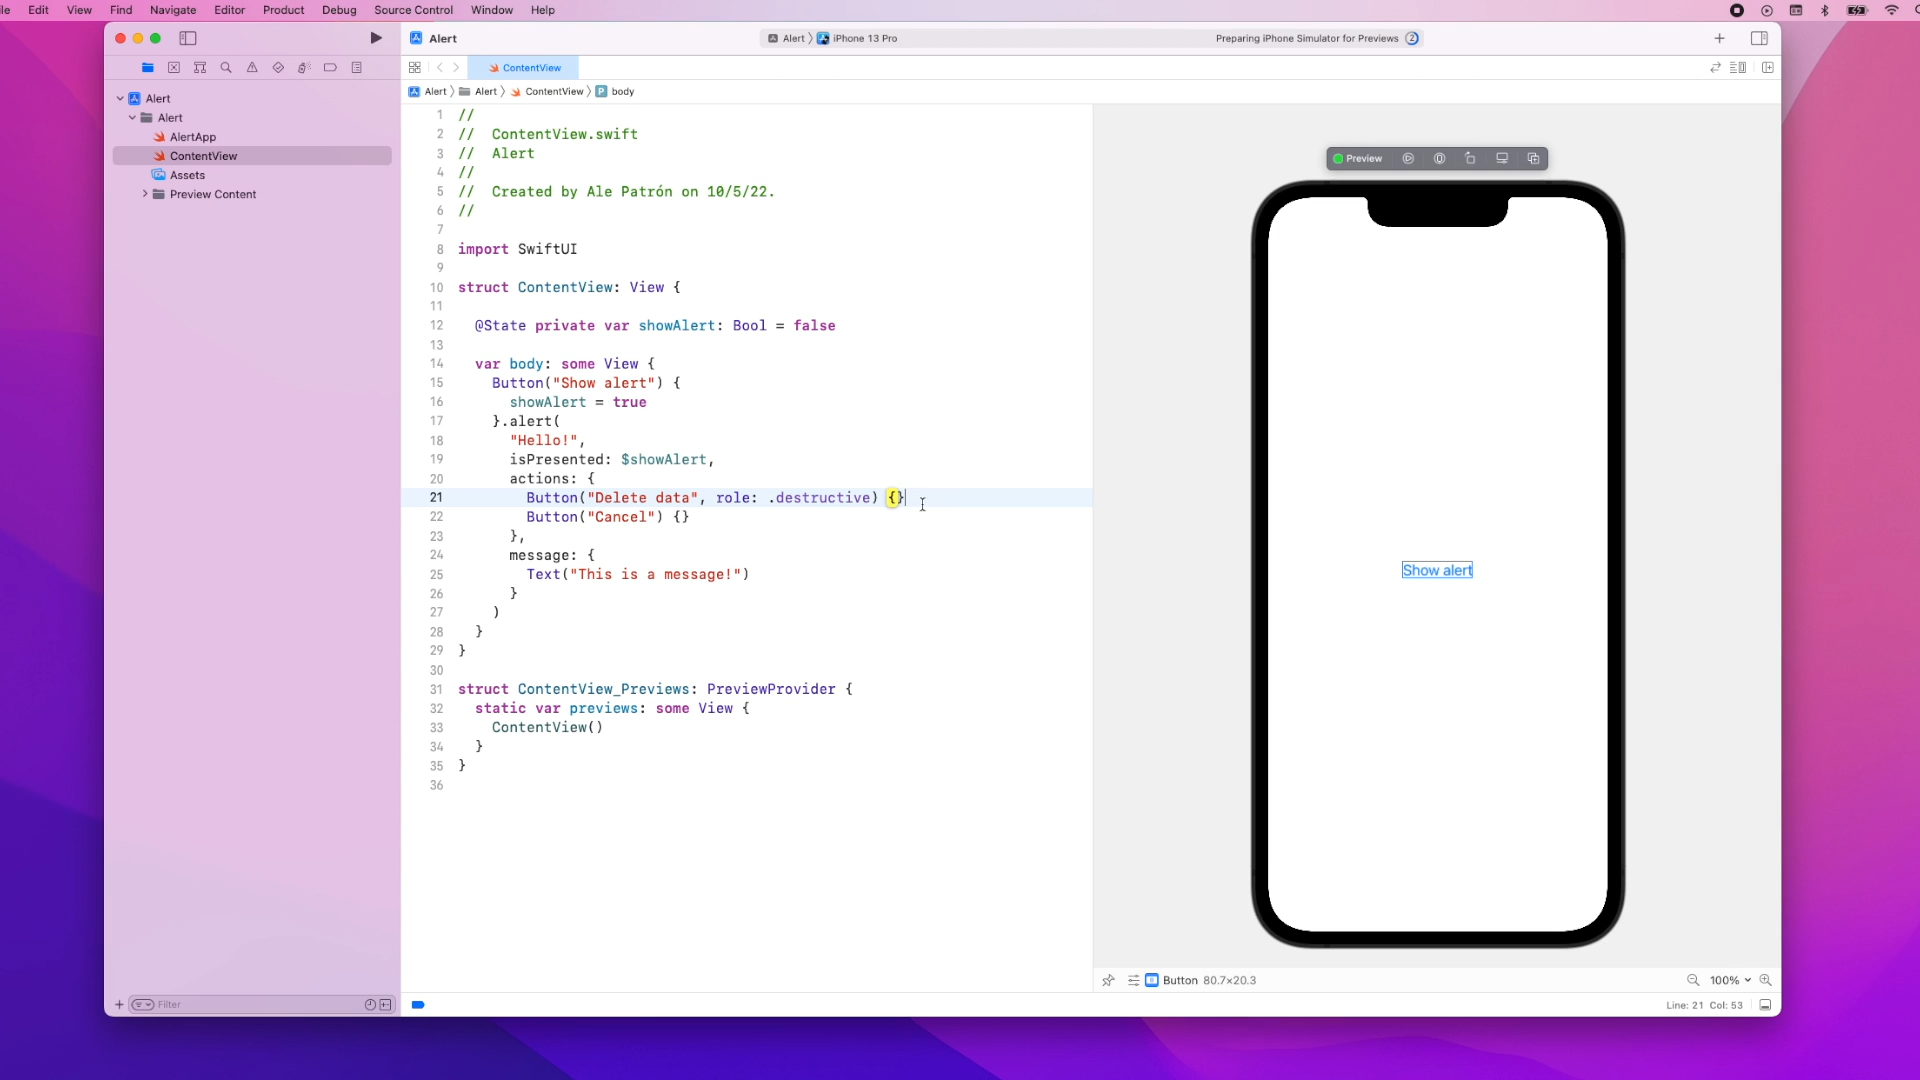 Edit View Find Navigate Editor Product Debug Source Control Window Help
Alert
Alert iPhone 13 Pro
Preparing iPhone Simulator for Previews 2
ContentView
Alert Alert ContentView P body
Alert
Alert
AlertApp
ContentView
Assets
Preview Content
1 //
2 // ContentView.swift
3 // Alert
4 //
5 // Created by Ale Patrón on 10/5/22.
6 //
7
8 import SwiftUI
9
10 struct ContentView: View {
11
12 @State private var showAlert: Bool = false
13
14 var body: some View {
15 Button("Show alert") {
16 showAlert = true
17 }.alert(
18 "Hello!",
19 isPresented: $showAlert,
20 actions: {
21 Button("Delete data", role: .destructive) {}
22 Button("Cancel") {}
23 },
24 message: {
25 Text("This is a message!")
26 }
27 )
28 }
29 }
30
31 struct ContentView_Previews: PreviewProvider {
32 static var previews: some View {
33 ContentView()
34 }
35 }
36
Preview
Show alert
Button 80.7×20.3
100%
Filter
Line: 21 Col: 53